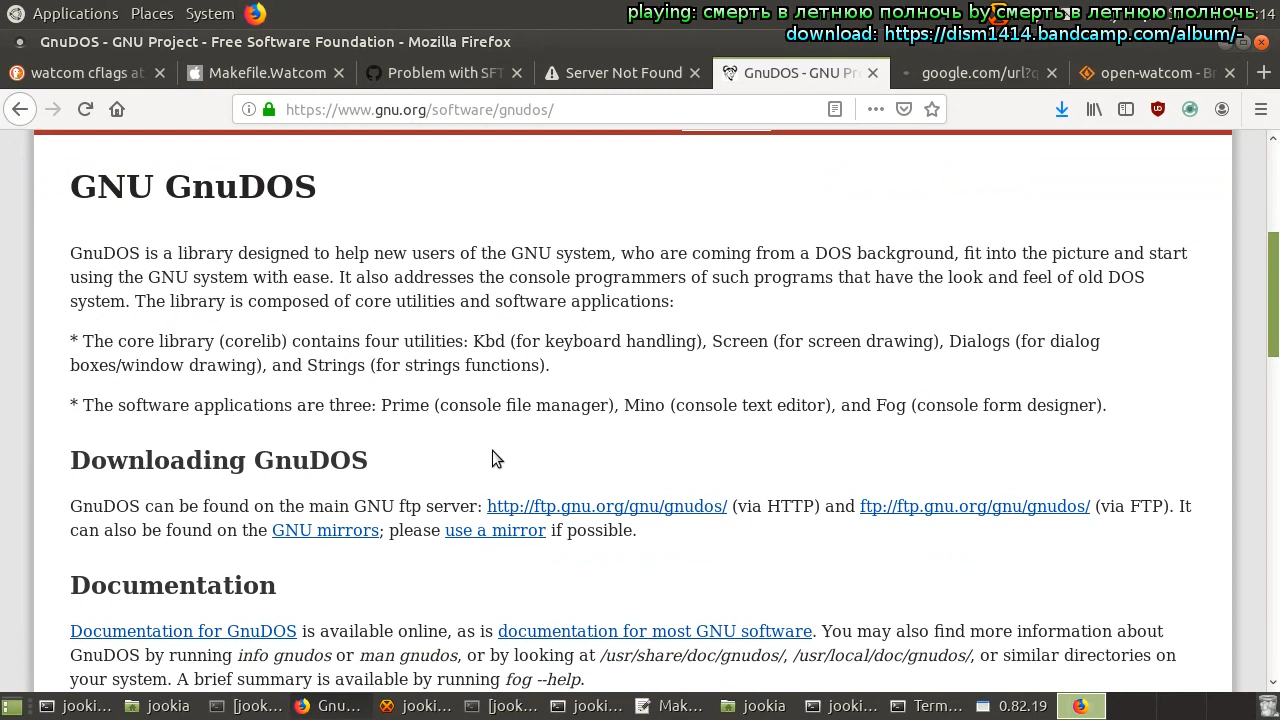 Applications Places System
playing: смерть в летнюю полночь by смерть в летнюю полночь
:14
download: https://dism1414.bandcamp.com/album/-
GnuDOS - GNU Project - Free Software Foundation - Mozilla Firefox
watcom cflags at
Makefile.Watcom
Problem with SFT
Server Not Found
GnuDOS - GNU Pr
google.com/url?q
open-watcom - Br
https://www.gnu.org/software/gnudos/
GNU GnuDOS
GnuDOS is a library designed to help new users of the GNU system, who are coming from a DOS background, fit into the picture and start
using the GNU system with ease. It also addresses the console programmers of such programs that have the look and feel of old DOS
system. The library is composed of core utilities and software applications:
* The core library (corelib) contains four utilities: Kbd (for keyboard handling), Screen (for screen drawing), Dialogs (for dialog
boxes/window drawing), and Strings (for strings functions).
* The software applications are three: Prime (console file manager), Mino (console text editor), and Fog (console form designer).
Downloading GnuDOS
GnuDOS can be found on the main GNU ftp server: http://ftp.gnu.org/gnu/gnudos/ (via HTTP) and ftp://ftp.gnu.org/gnu/gnudos/ (via FTP). It
can also be found on the GNU mirrors; please use a mirror if possible.
Documentation
Documentation for GnuDOS is available online, as is documentation for most GNU software. You may also find more information about
GnuDOS by running info gnudos or man gnudos, or by looking at /usr/share/doc/gnudos/, /usr/local/doc/gnudos/, or similar directories on
your system. A brief summary is available by running fog --help.
jooki...
jookia
[jook...
Gnu...
jooki...
[jook...
jooki...
Mak...
jookia
jooki...
Term...
0.82.19